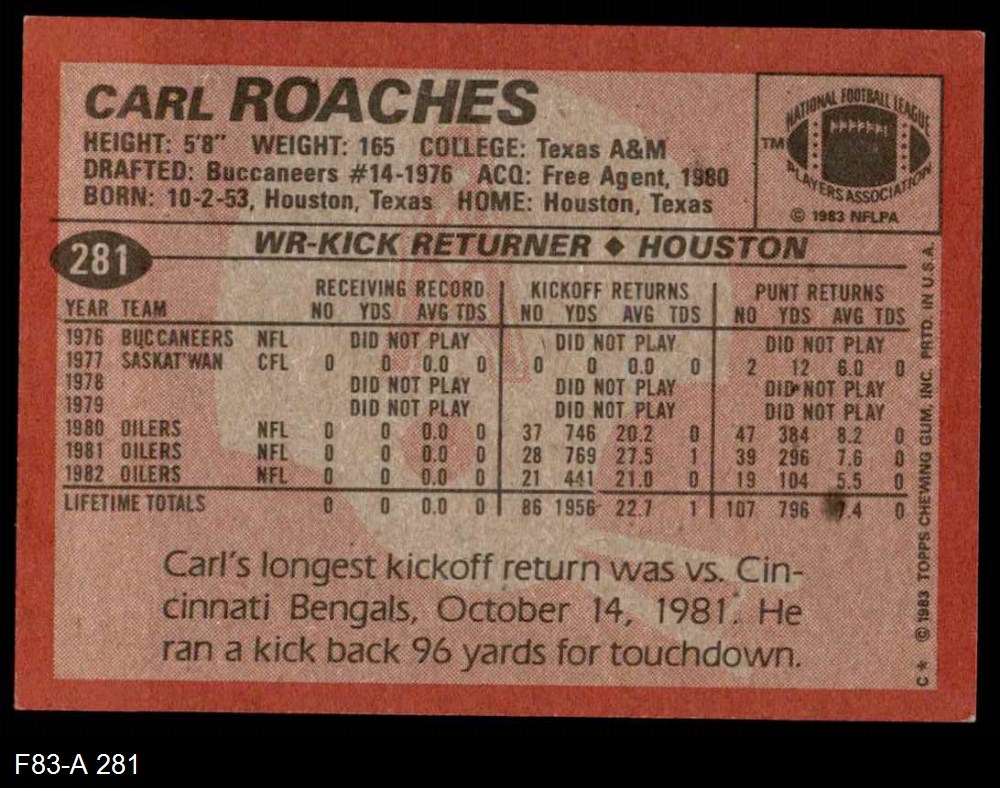 CARL ROACHES
HEIGHT: 5'8" WEIGHT: 165 COLLEGE: Texas A&M
DRAFTED: Buccaneers #14-1976 ACQ: Free Agent, 1980
BORN: 10-2-53, Houston, Texas HOME: Houston, Texas
NATIONAL FOOTBALL LEAGUE
TM
PLAYERS ASSOCIATION
© 1983 NFLPA
281
WR-KICK RETURNER ♦ HOUSTON
RECEIVING RECORD KICKOFF RETURNS PUNT RETURNS
YEAR TEAM NO YDS AVG TDS NO YDS AVG TDS NO YDS AVG TDS
1976 BUCCANEERS NFL DID NOT PLAY DID NOT PLAY DID NOT PLAY
1977 SASKAT'WAN CFL 0 0 0.0 0 0 0 0.0 0 2 12 6.0 0
1978 DID NOT PLAY DID NOT PLAY DID NOT PLAY
1979 DID NOT PLAY DID NOT PLAY DID NOT PLAY
1980 OILERS NFL 0 0 0.0 0 37 746 20.2 0 47 384 8.2 0
1981 OILERS NFL 0 0 0.0 0 28 769 27.5 1 39 296 7.6 0
1982 OILERS NFL 0 0 0.0 0 21 441 21.0 0 19 104 5.5 0
LIFETIME TOTALS 0 0 0.0 0 86 1956 22.7 1 107 796 7.4 0
Carl's longest kickoff return was vs. Cin-
cinnati Bengals, October 14, 1981. He
ran a kick back 96 yards for touchdown.
C* © 1983 TOPPS CHEWING GUM, INC. PRTD. IN U.S.A.
F83-A 281